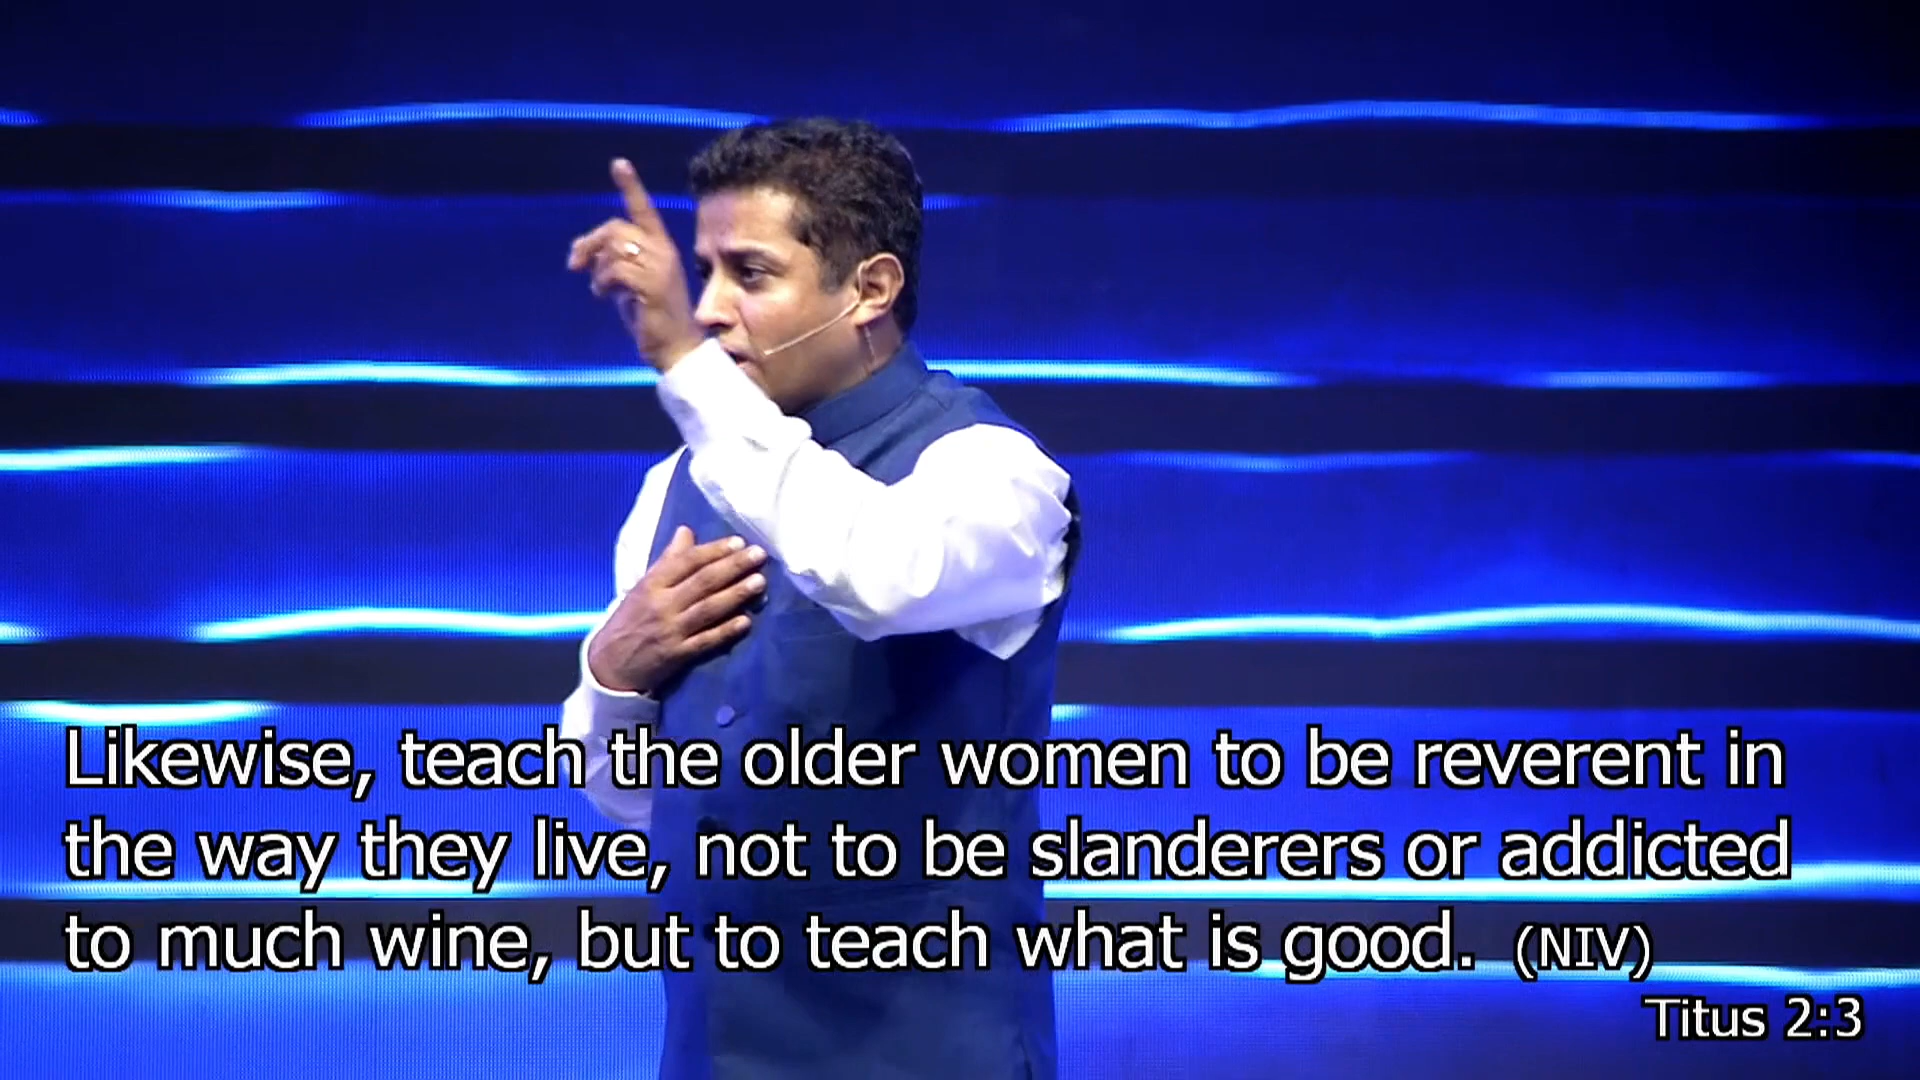 Likewise, teach the older women to be reverent in
the way they live, not to be slanderers or addicted
to much wine, but to teach what is good. (NIV)
Titus 2:3